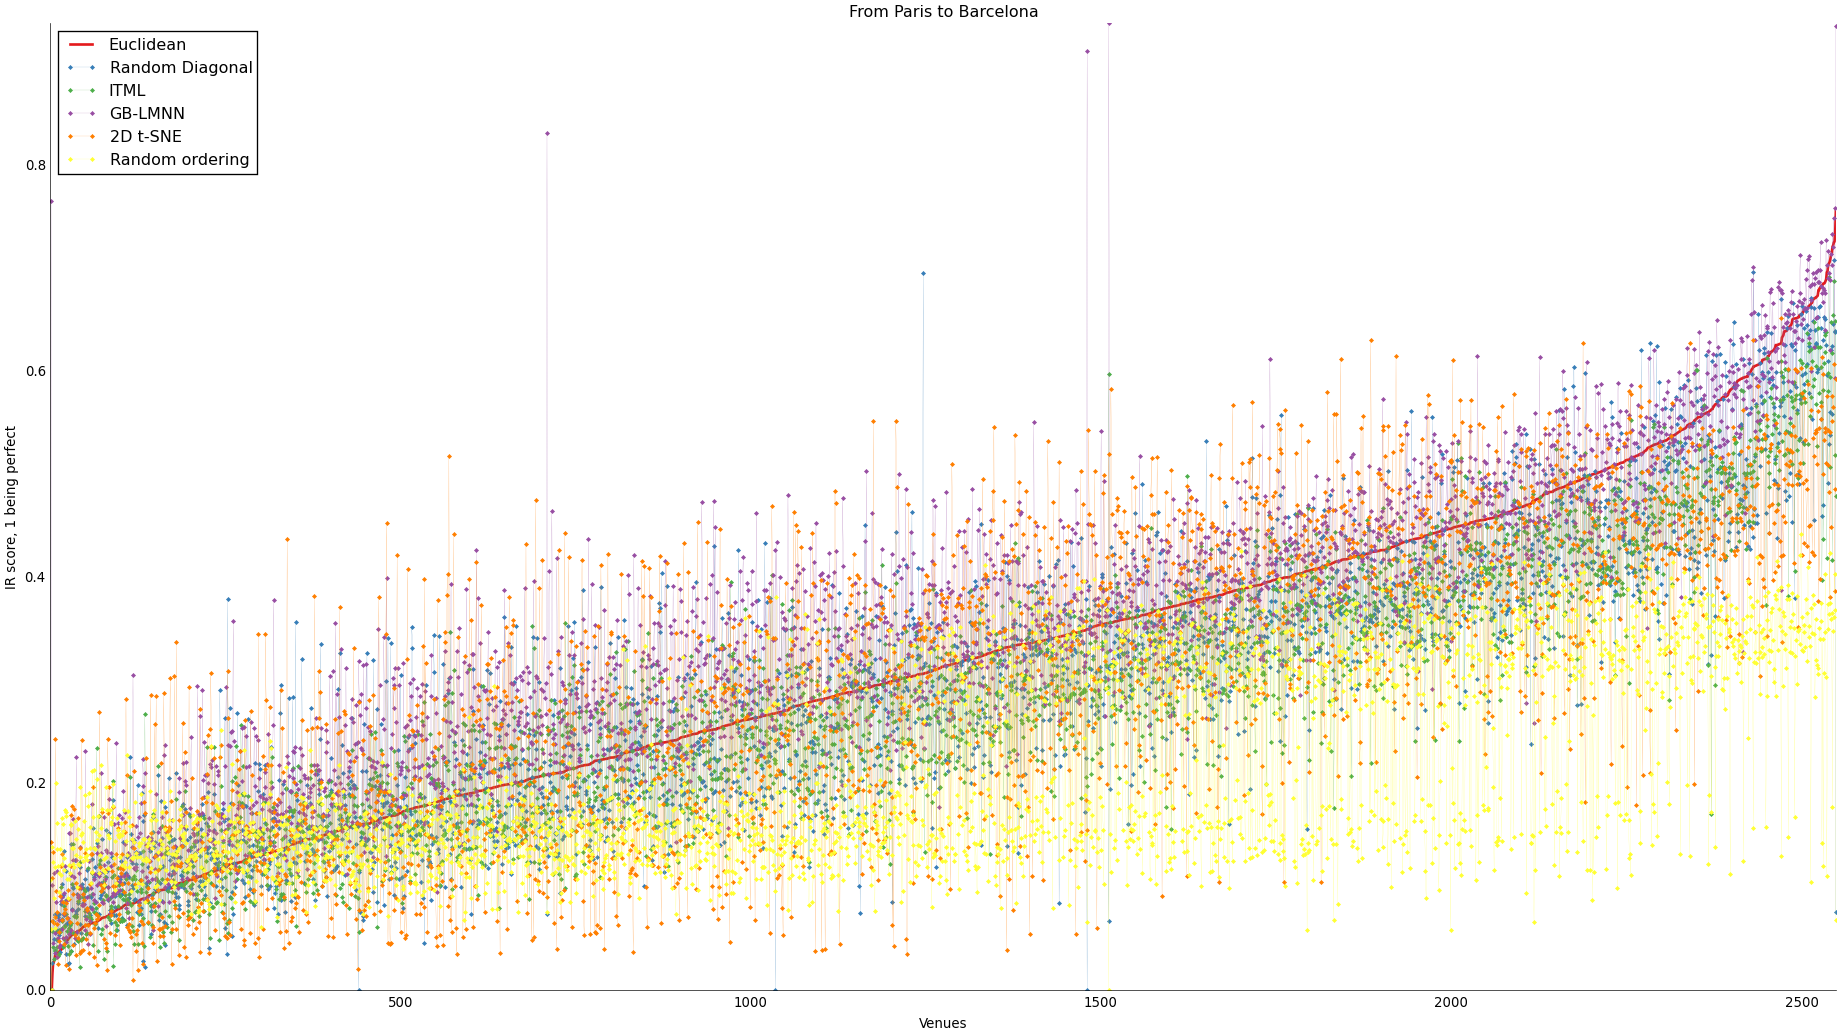 From Paris to Barcelona
Euclidean
Random Diagonal
ITML
GB-LMNN
2D t-SNE
Random ordering
IR score, 1 being perfect
0.8
0.6
0.4
0.2
0.0
0 500 1000 1500 2000 2500
Venues